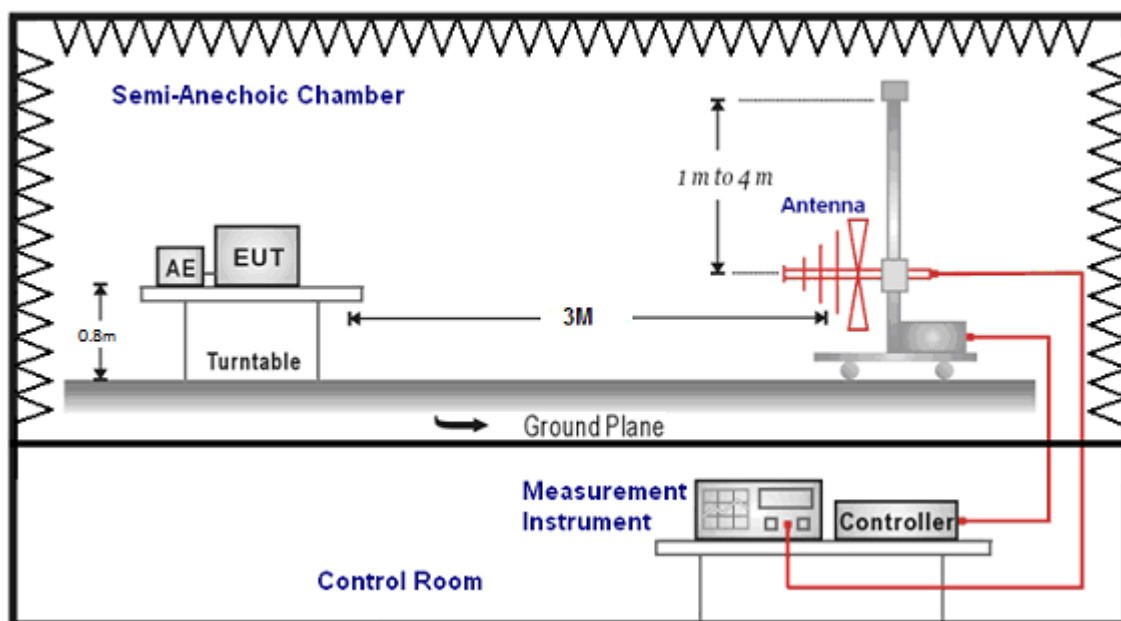 Semi-Anechoic Chamber
1 m to 4 m
Antenna
AE
EUT
0.8m
3M
Turntable
Ground Plane
Measurement
Instrument
Controller
Control Room